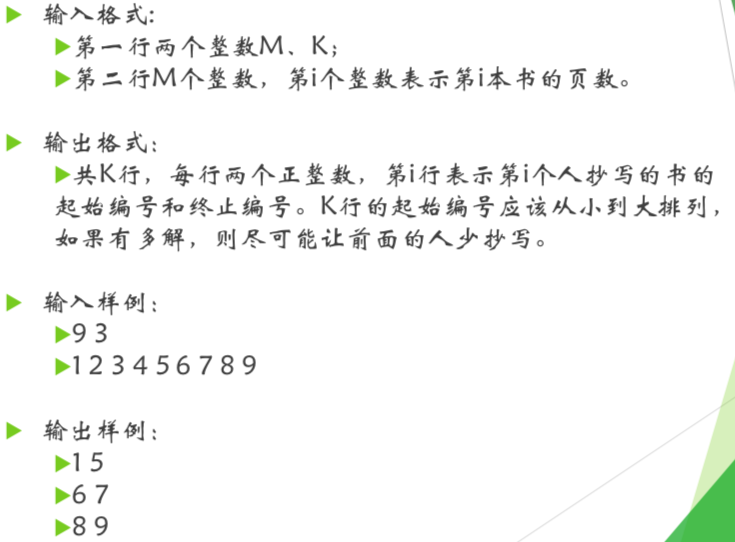 输入格式:
第一行两个整数M、K;
第二行M个整数，第i个整数表示第i本书的页数。
输出格式:
共K行，每行两个正整数，第i行表示第i个人抄写的书的
起始编号和终止编号。K行的起始编号应该从小到大排列，
如果有多解，则尽可能让前面的人少抄写。
输入样例:
9 3
1 2 3 4 5 6 7 8 9
输出样例:
1 5
6 7
8 9